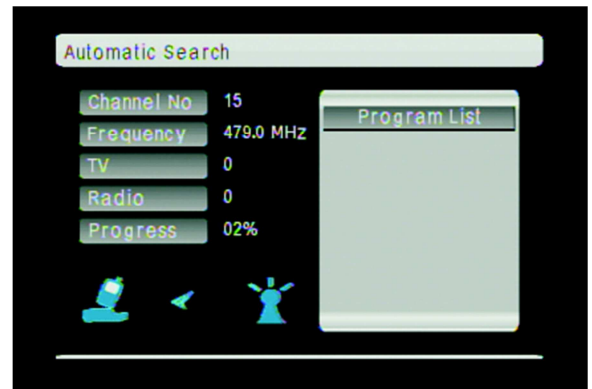 Automatic Search
Channel No 15
Frequency 479.0 MHz
TV 0
Radio 0
Progress 02%
Program List